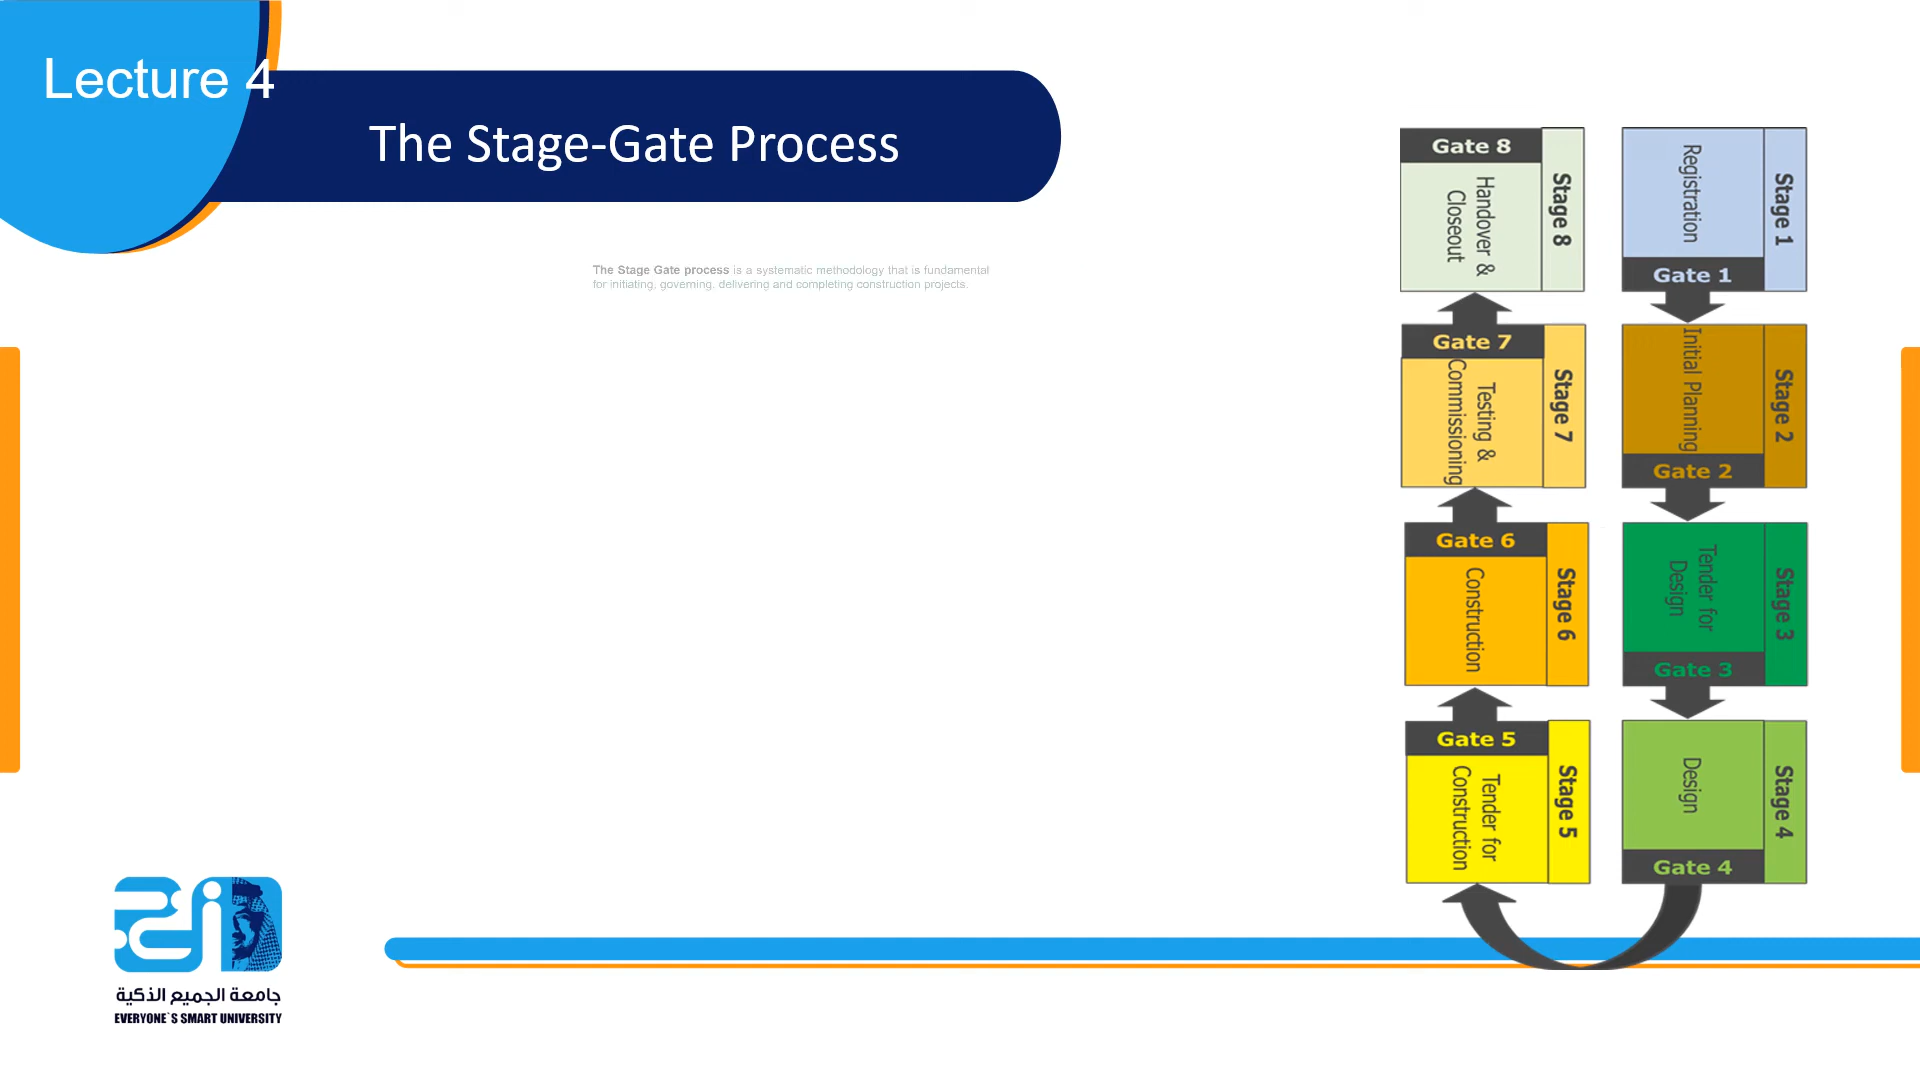 Lecture 4
The Stage-Gate Process
The Stage Gate process is a systematic methodology that is fundamental
for initiating, governing, delivering and completing construction projects.
Stage 1
Registration
Gate 1
Stage 2
Initial Planning
Gate 2
Stage 3
Tender for
Design
Gate 3
Stage 4
Design
Gate 4
Stage 5
Tender for
Construction
Gate 5
Stage 6
Construction
Gate 6
Stage 7
Testing &
Commissioning
Gate 7
Stage 8
Handover &
Closeout
Gate 8
جامعة الجميع الذكية
EVERYONE`S SMART UNIVERSITY